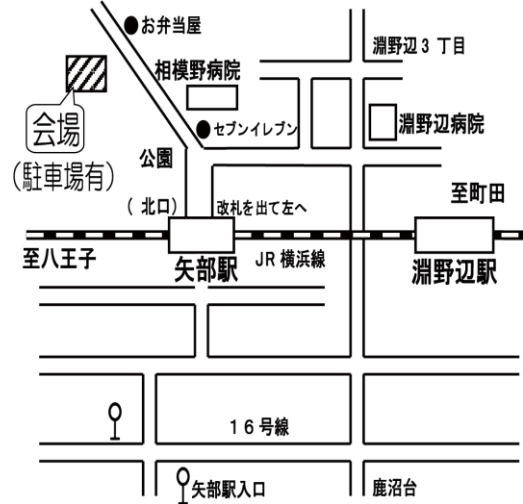 お弁当屋
淵野辺3 丁目
相模野病院
会場
(駐車場有)
セブンイレブン
淵野辺病院
公園
(北口)
改札を出て左へ
至町田
至八王子
矢部駅
JR 横浜線
淵野辺駅
16号線
矢部駅入口
鹿沼台